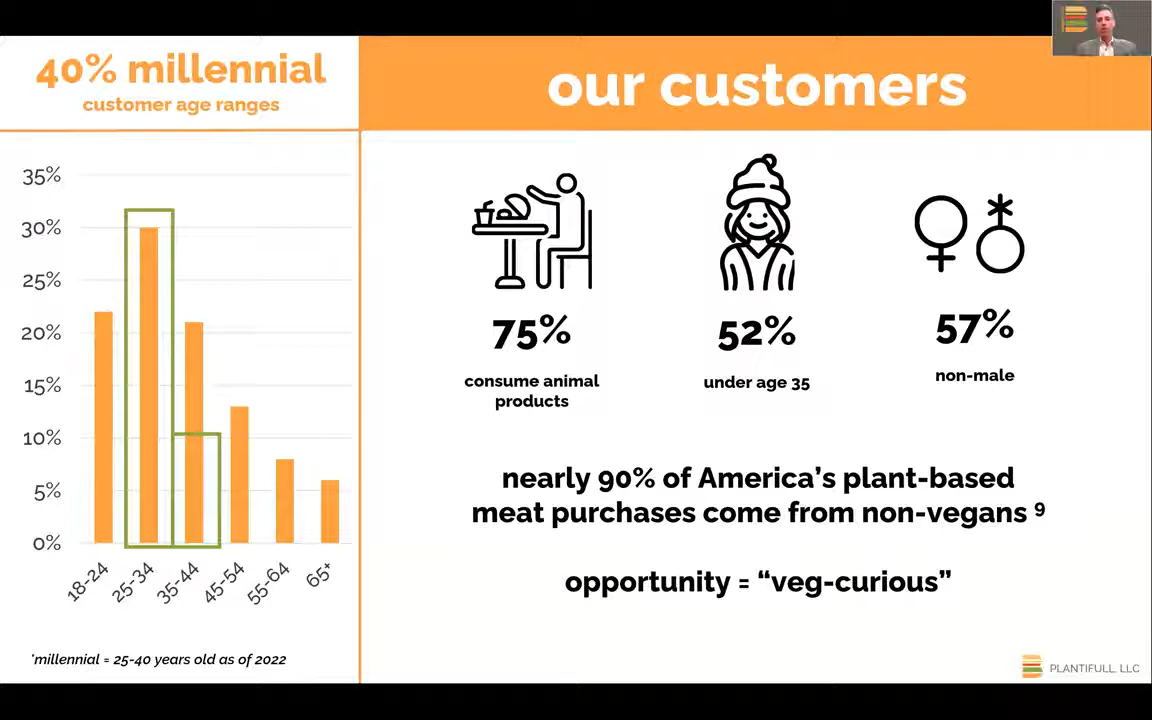 40% millennial
customer age ranges
35%
30%
25%
20%
15%
10%
5%
0%
18-24
25-34
35-44
45-54
55-64
65+
*millennial = 25-40 years old as of 2022
our customers
75%
consume animal
products
52%
under age 35
57%
non-male
nearly 90% of America's plant-based
meat purchases come from non-vegans ⁹
opportunity = “veg-curious”
PLANTIFULL, LLC